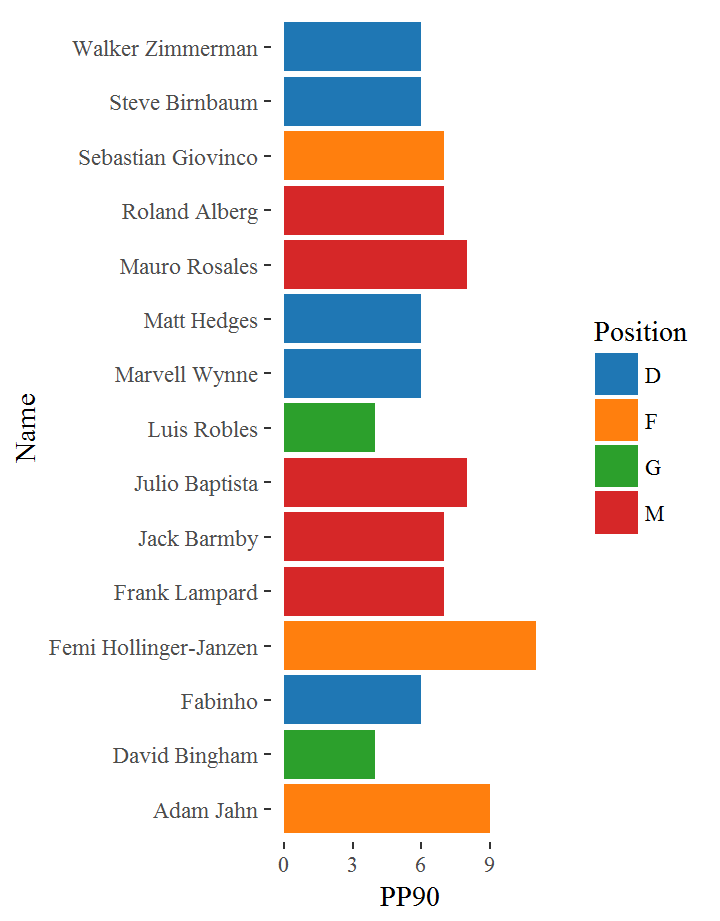 Walker Zimmerman
Steve Birnbaum
Sebastian Giovinco
Roland Alberg
Mauro Rosales
Matt Hedges
Marvell Wynne
Luis Robles
Julio Baptista
Jack Barmby
Frank Lampard
Femi Hollinger-Janzen
Fabinho
David Bingham
Adam Jahn
Name
0 3 6 9
PP90
Position
D
F
G
M